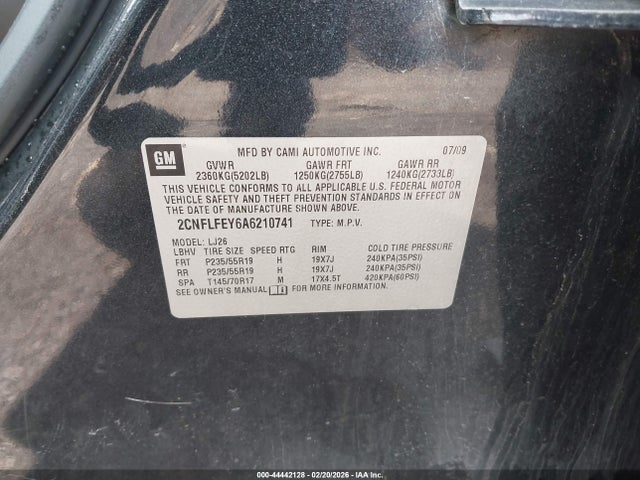 GM
MFD BY CAMI AUTOMOTIVE INC. 07/09
GVWR GAWR FRT GAWR RR
2360KG(5202LB) 1250KG(2755LB) 1240KG(2733LB)
THIS VEHICLE CONFORMS TO ALL APPLICABLE U.S. FEDERAL MOTOR
VEHICLE SAFETY AND THEFT PREVENTION STANDARDS IN EFFECT ON
THE DATE OF MANUFACTURE SHOWN ABOVE.
2CNFLFEY6A6210741 TYPE: M.P.V.
MODEL: LJ26
LBHV TIRE SIZE SPEED RTG RIM COLD TIRE PRESSURE
FRT P235/55R19 H 19X7J 240KPA(35PSI)
RR P235/55R19 H 19X7J 240KPA(35PSI)
SPA T145/70R17 M 17X4.5T 420KPA(60PSI)
SEE OWNER'S MANUAL FOR MORE INFORMATION.
000-44442128 - 02/20/2026 - IAA Inc.